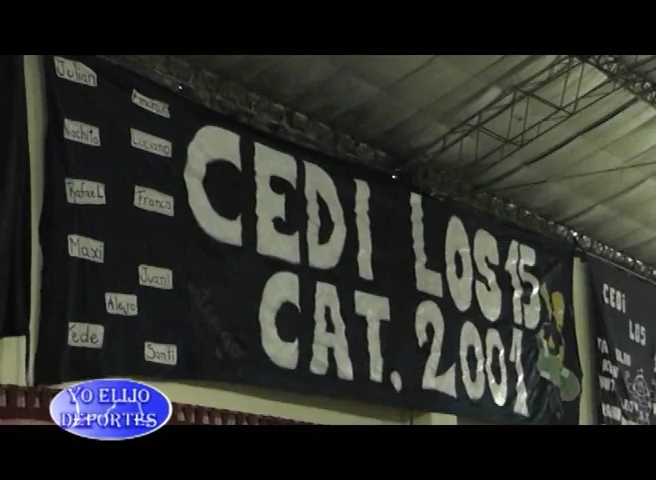 Julian
Nachito
Luciano
Rafael
Franco
Maxi
Juani
Alejo
Fede
Santi
CEDI LOS 15
CAT. 2001
CEDI
LOS
YO ELIJO
DEPORTES